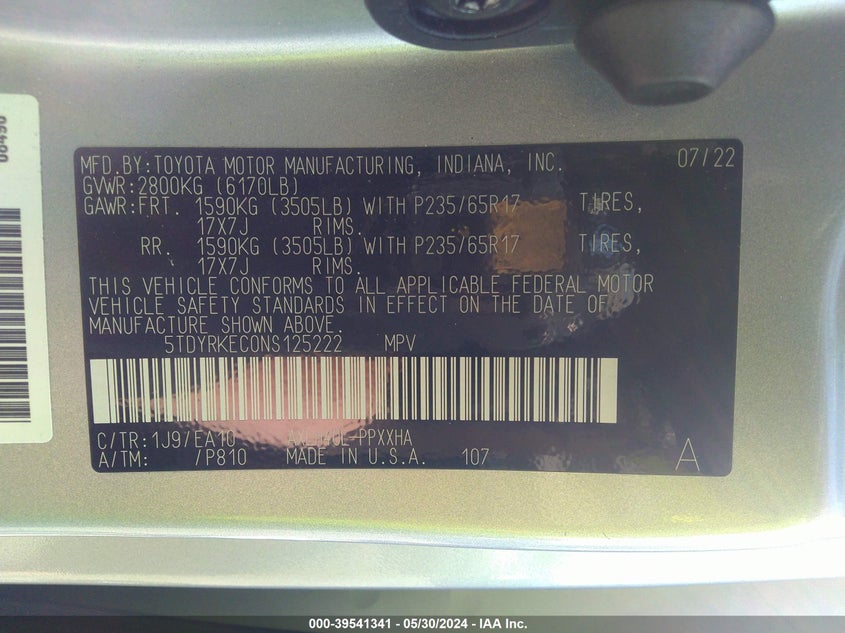 06490
MFD.BY:TOYOTA MOTOR MANUFACTURING, INDIANA, INC. 07/22
GVWR:2800KG (6170LB)
GAWR:FRT. 1590KG (3505LB) WITH P235/65R17 TIRES,
17X7J RIMS.
RR. 1590KG (3505LB) WITH P235/65R17 TIRES,
17X7J RIMS.
THIS VEHICLE CONFORMS TO ALL APPLICABLE FEDERAL MOTOR
VEHICLE SAFETY STANDARDS IN EFFECT ON THE DATE OF
MANUFACTURE SHOWN ABOVE.
5TDYRKEC0NS125222 MPV
C/TR:1J9/EA10 AXLH40L-PPXXHA
A/TM: /P810 MADE IN U.S.A. 107 A
000-39541341 - 05/30/2024 - IAA Inc.